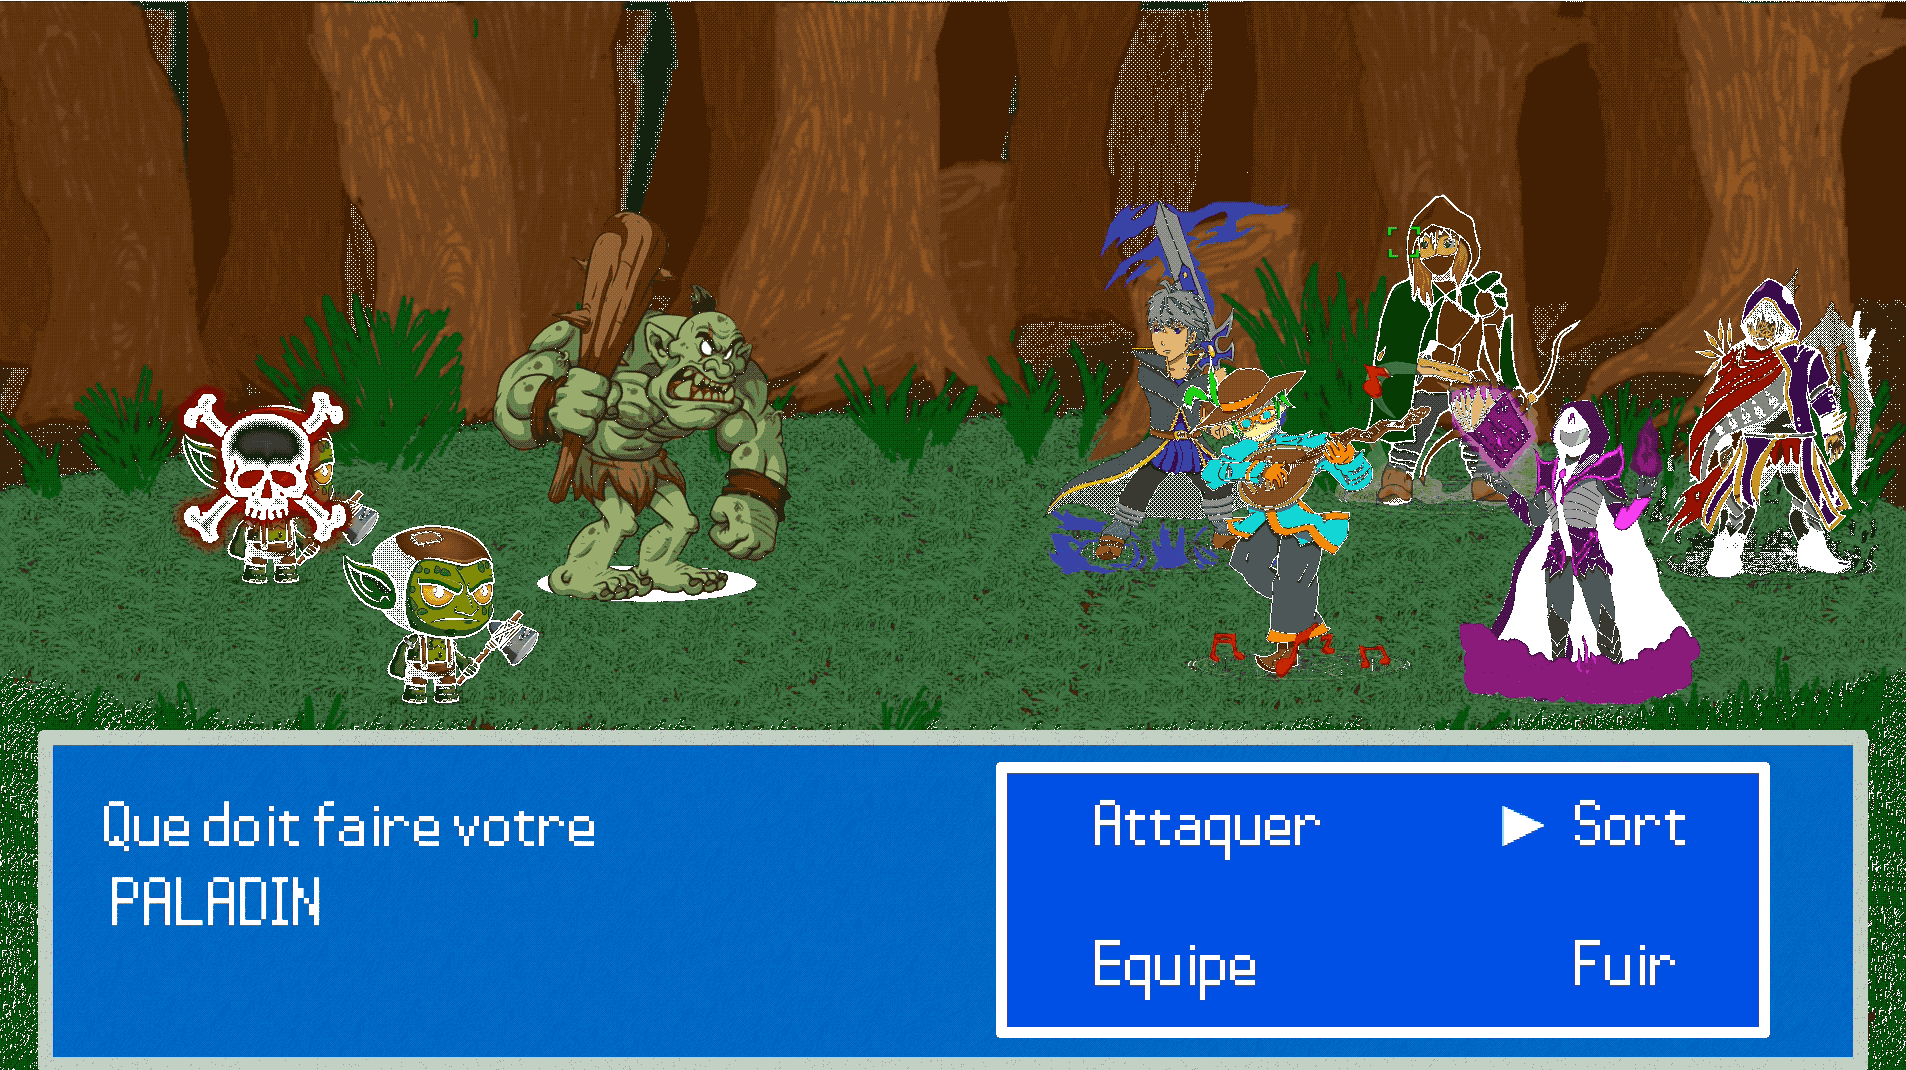 Que doit faire votre
PALADIN
Attaquer
Sort
Equipe
Fuir